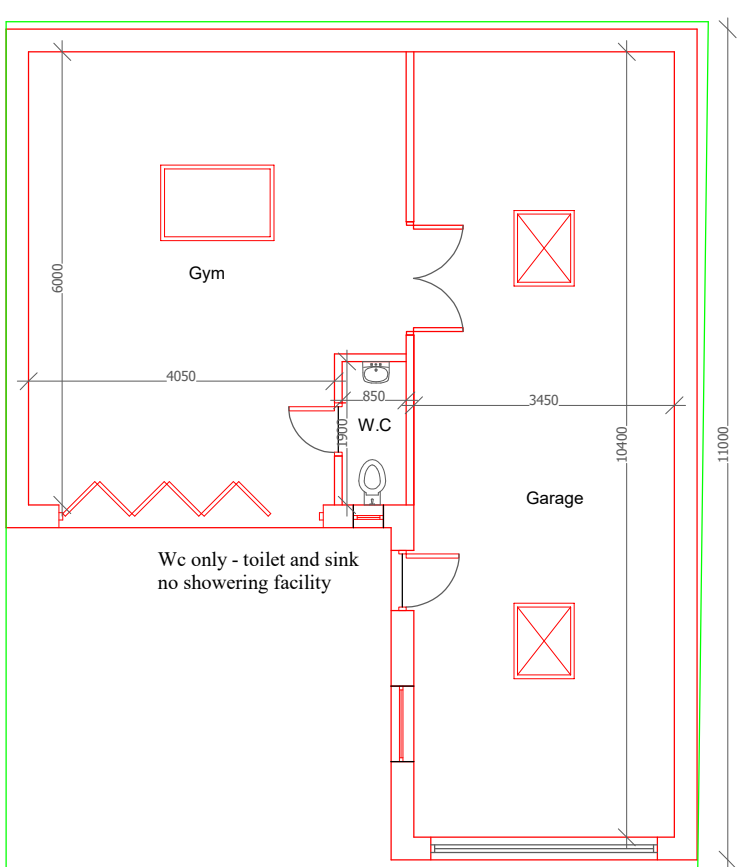 6000
Gym
4050
850
1900
W.C
3450
10400
11000
Garage
Wc only - toilet and sink
no showering facility